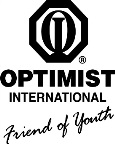 ®
OPTIMIST
INTERNATIONAL
Friend of Youth